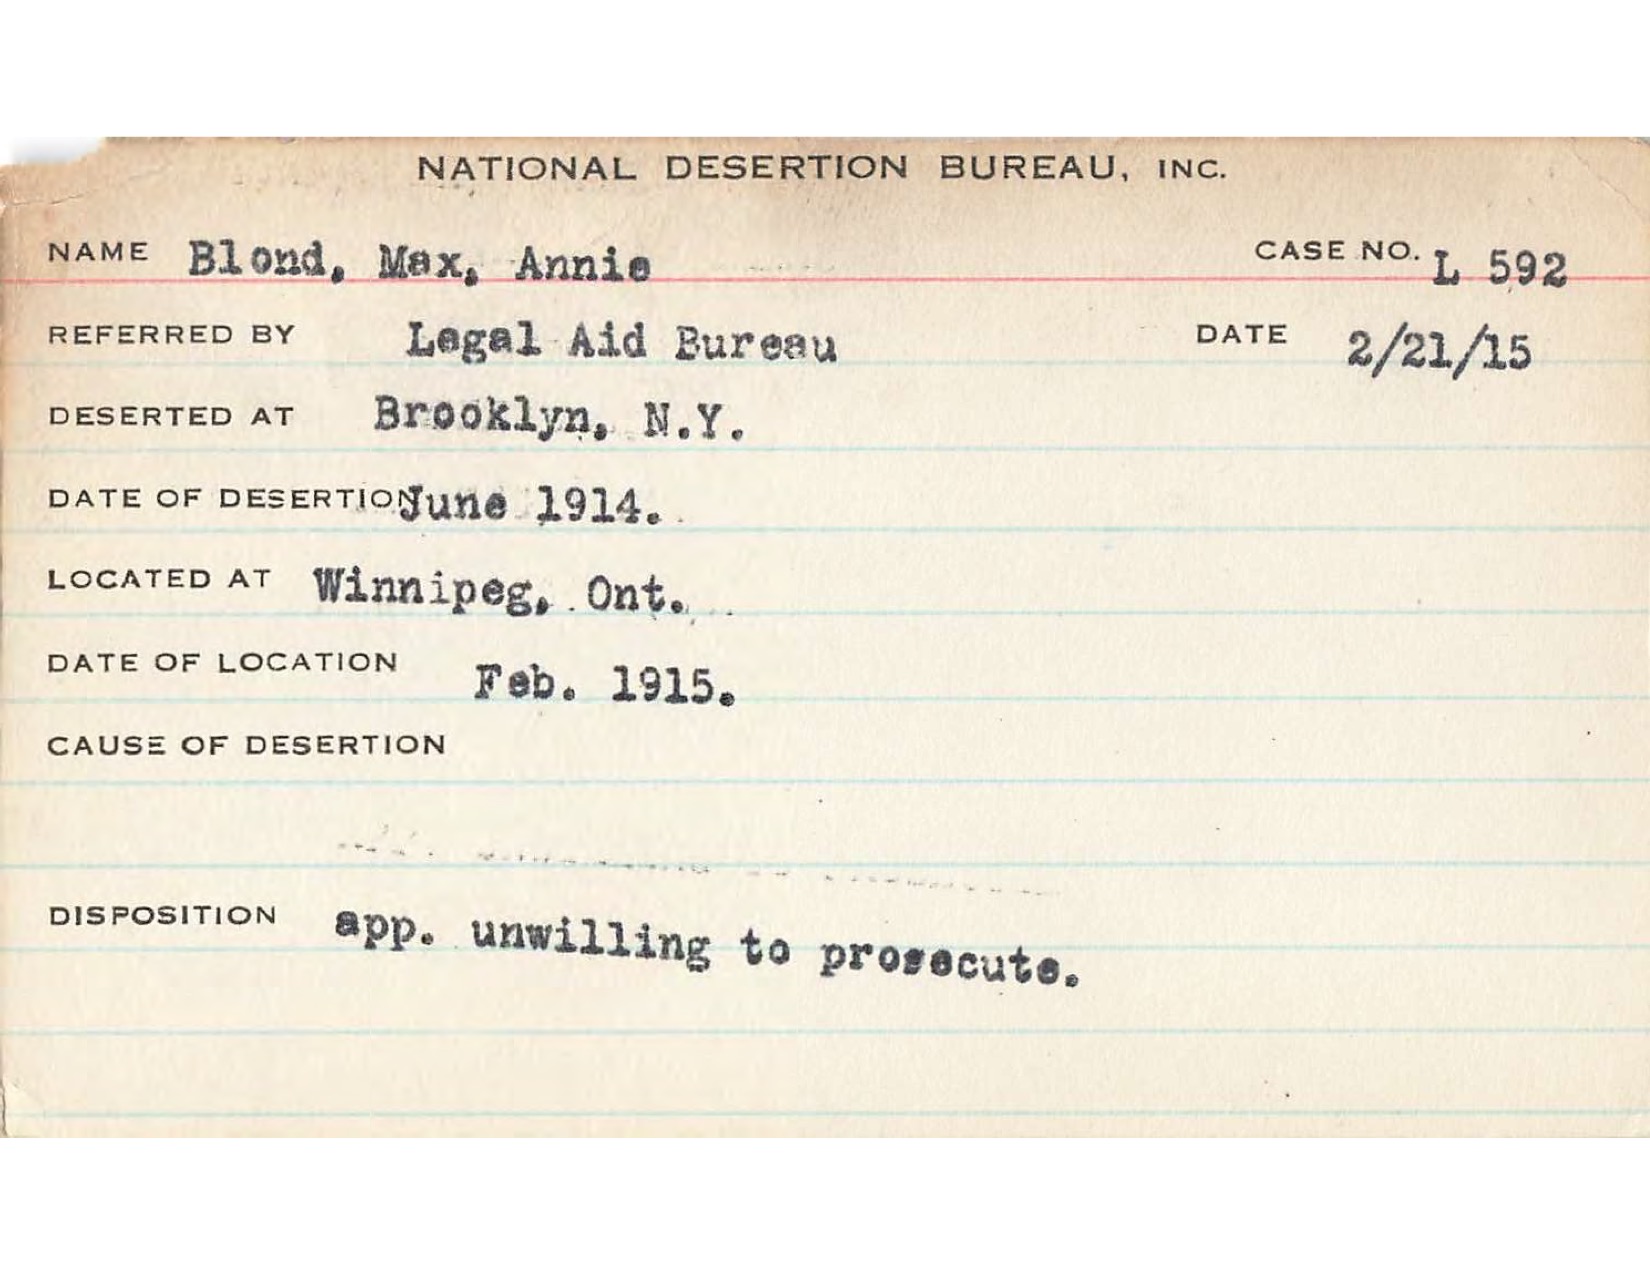 NATIONAL DESERTION BUREAU, INC.
NAME Blond, Max, Annie CASE NO. L 592
REFERRED BY Legal Aid Bureau DATE 2/21/15
DESERTED AT Brooklyn, N.Y.
DATE OF DESERTION June 1914.
LOCATED AT Winnipeg, Ont.
DATE OF LOCATION Feb. 1915.
CAUSE OF DESERTION
DISPOSITION app. unwilling to prosecute.